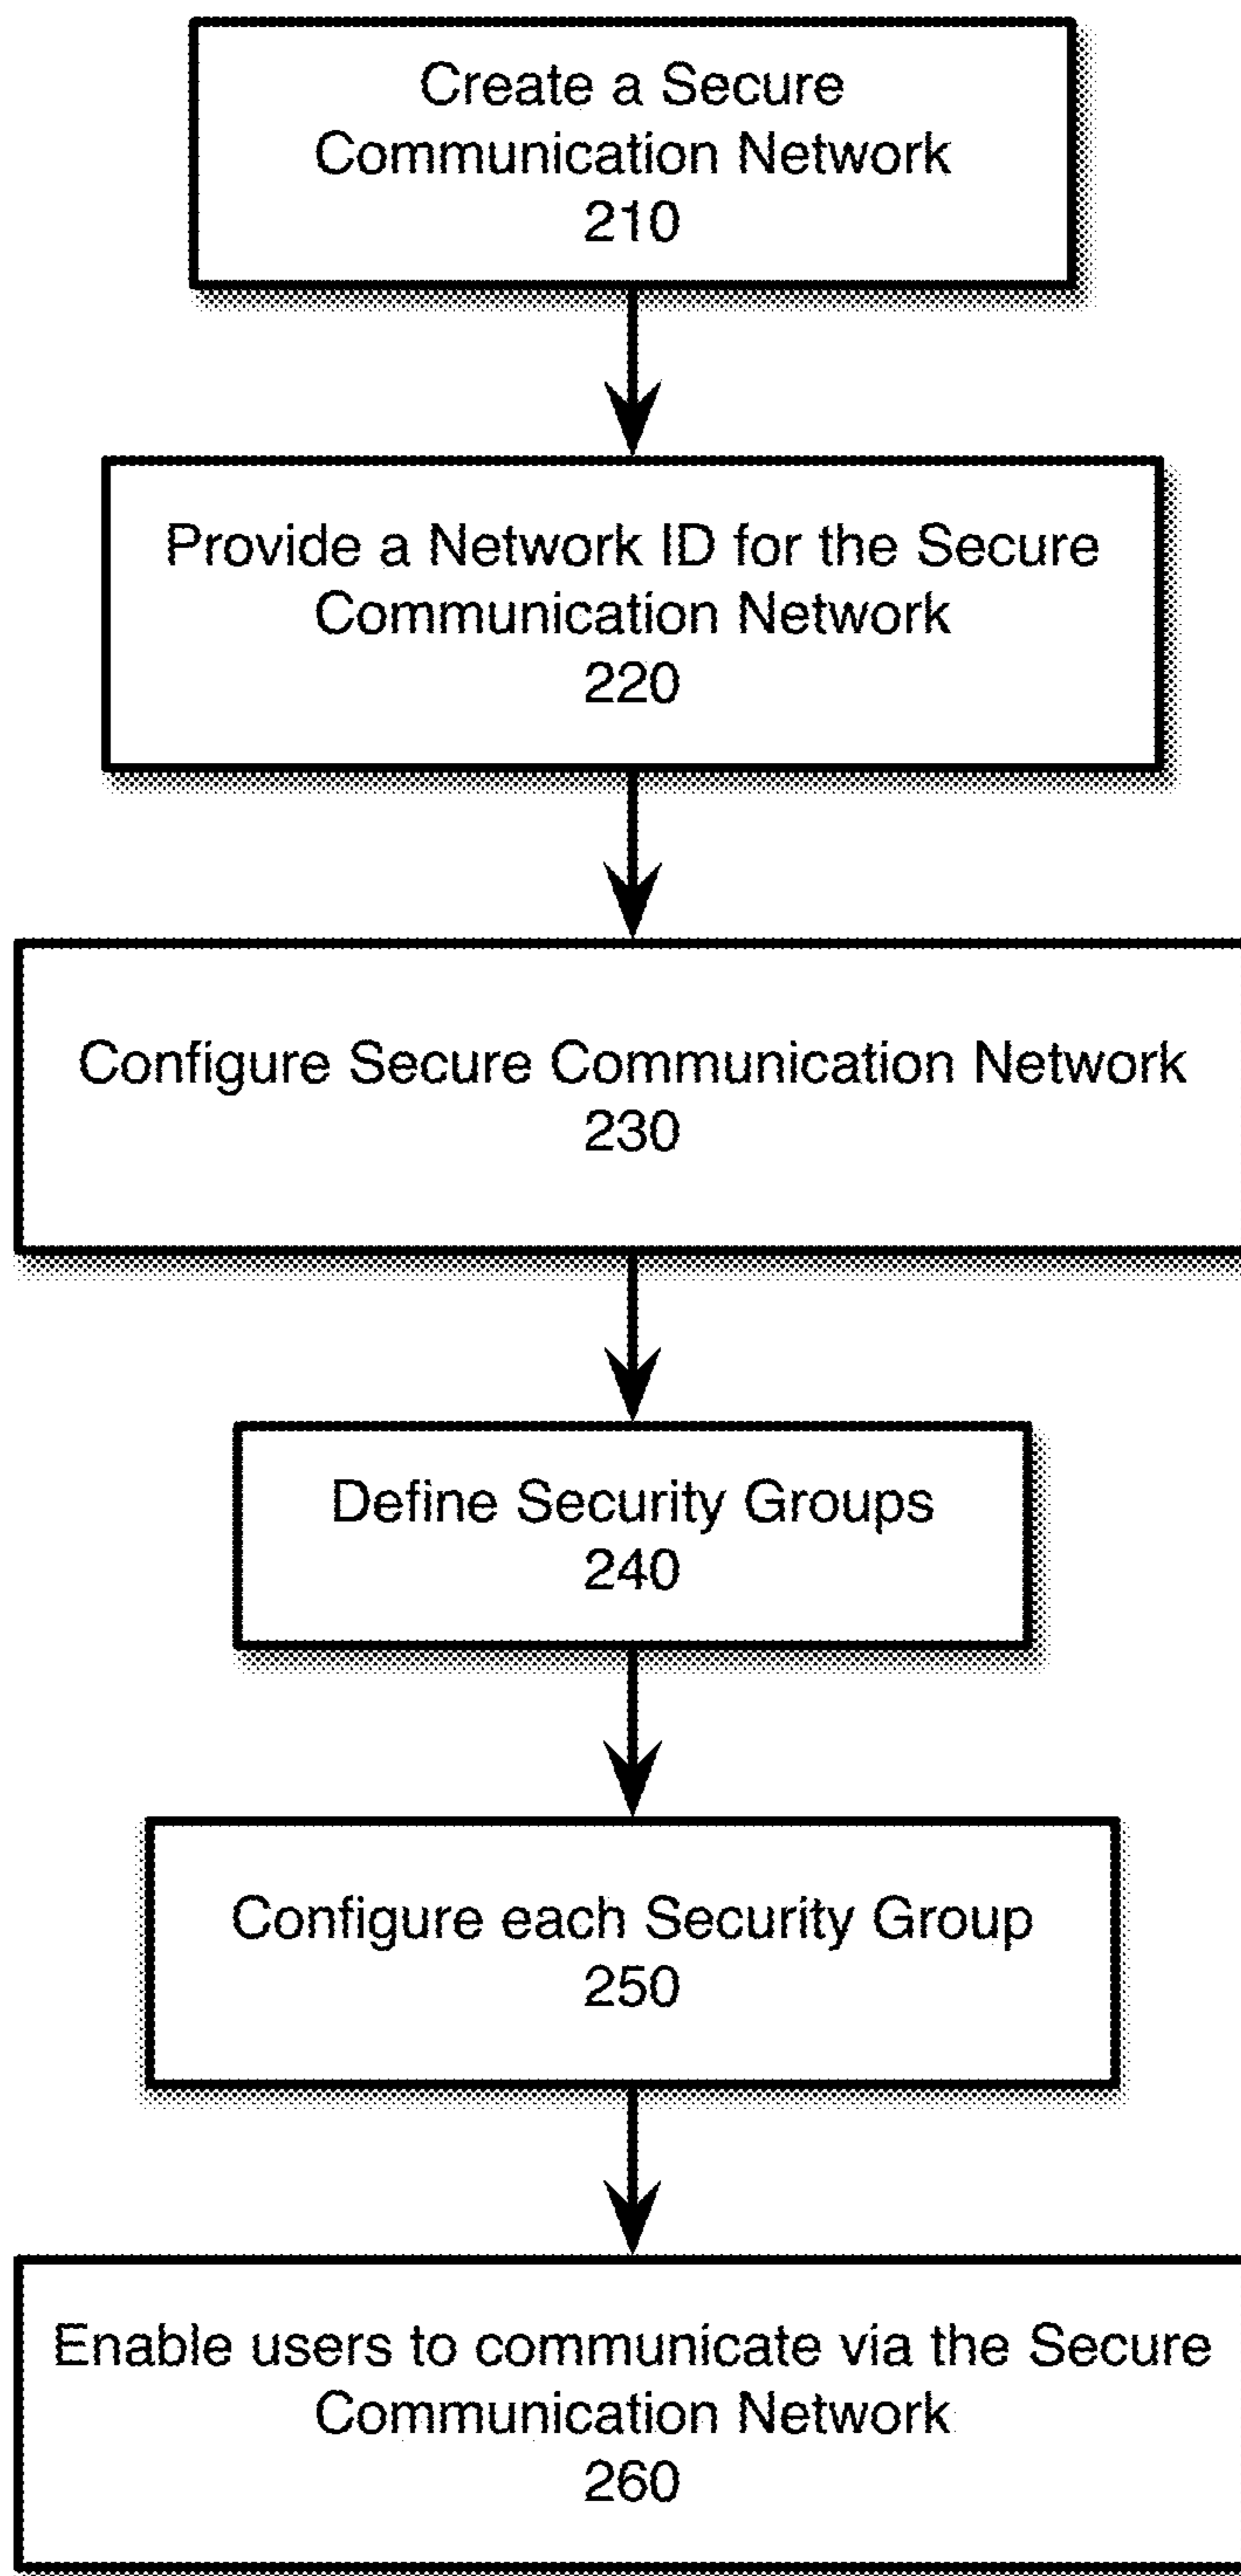 Create a Secure
Communication Network
210
Provide a Network ID for the Secure
Communication Network
220
Configure Secure Communication Network
230
Define Security Groups
240
Configure each Security Group
250
Enable users to communicate via the Secure
Communication Network
260